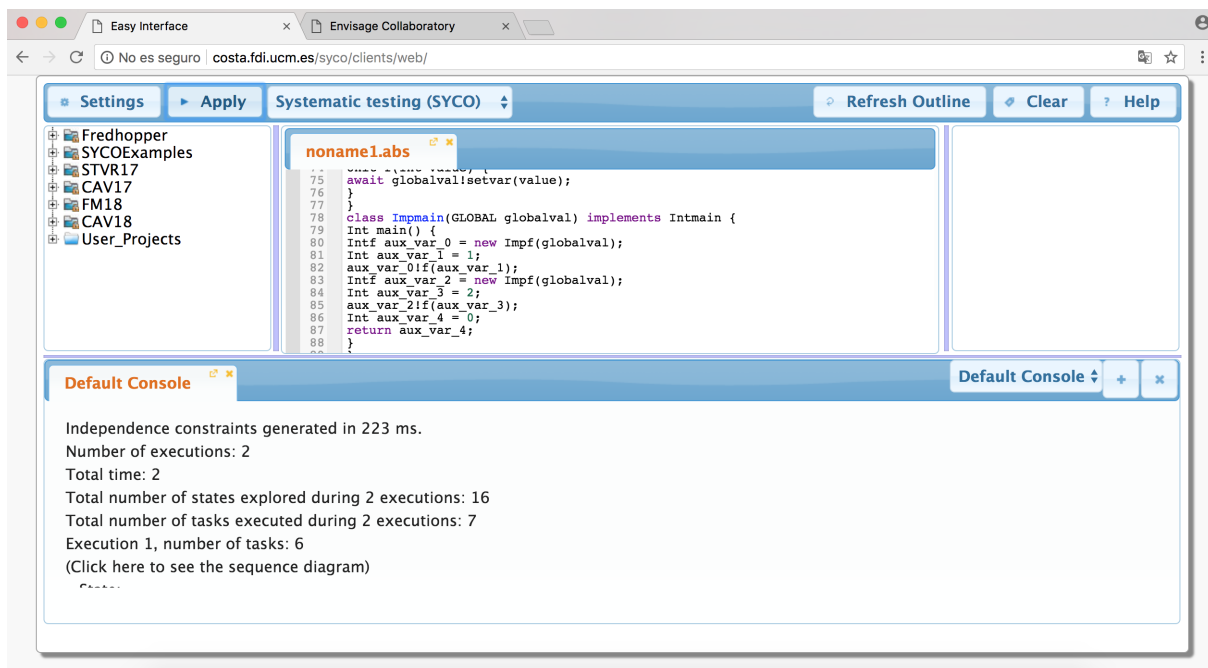 Easy Interface
Envisage Collaboratory
No es seguro costa.fdi.ucm.es/syco/clients/web/
Settings Apply Systematic testing (SYCO) Refresh Outline Clear ? Help
Fredhopper
SYCOExamples
STVR17
CAV17
FM18
CAV18
User_Projects
noname1.abs
75 await globalval!setvar(value);
76 }
77 }
78 class Impmain(GLOBAL globalval) implements Intmain {
79 Int main() {
80 Intf aux_var_0 = new Impf(globalval);
81 Int aux_var_1 = 1;
82 aux_var_0!f(aux_var_1);
83 Intf aux_var_2 = new Impf(globalval);
84 Int aux_var_3 = 2;
85 aux_var_2!f(aux_var_3);
86 Int aux_var_4 = 0;
87 return aux_var_4;
88 }
Default Console
Default Console
Independence constraints generated in 223 ms.
Number of executions: 2
Total time: 2
Total number of states explored during 2 executions: 16
Total number of tasks executed during 2 executions: 7
Execution 1, number of tasks: 6
(Click here to see the sequence diagram)